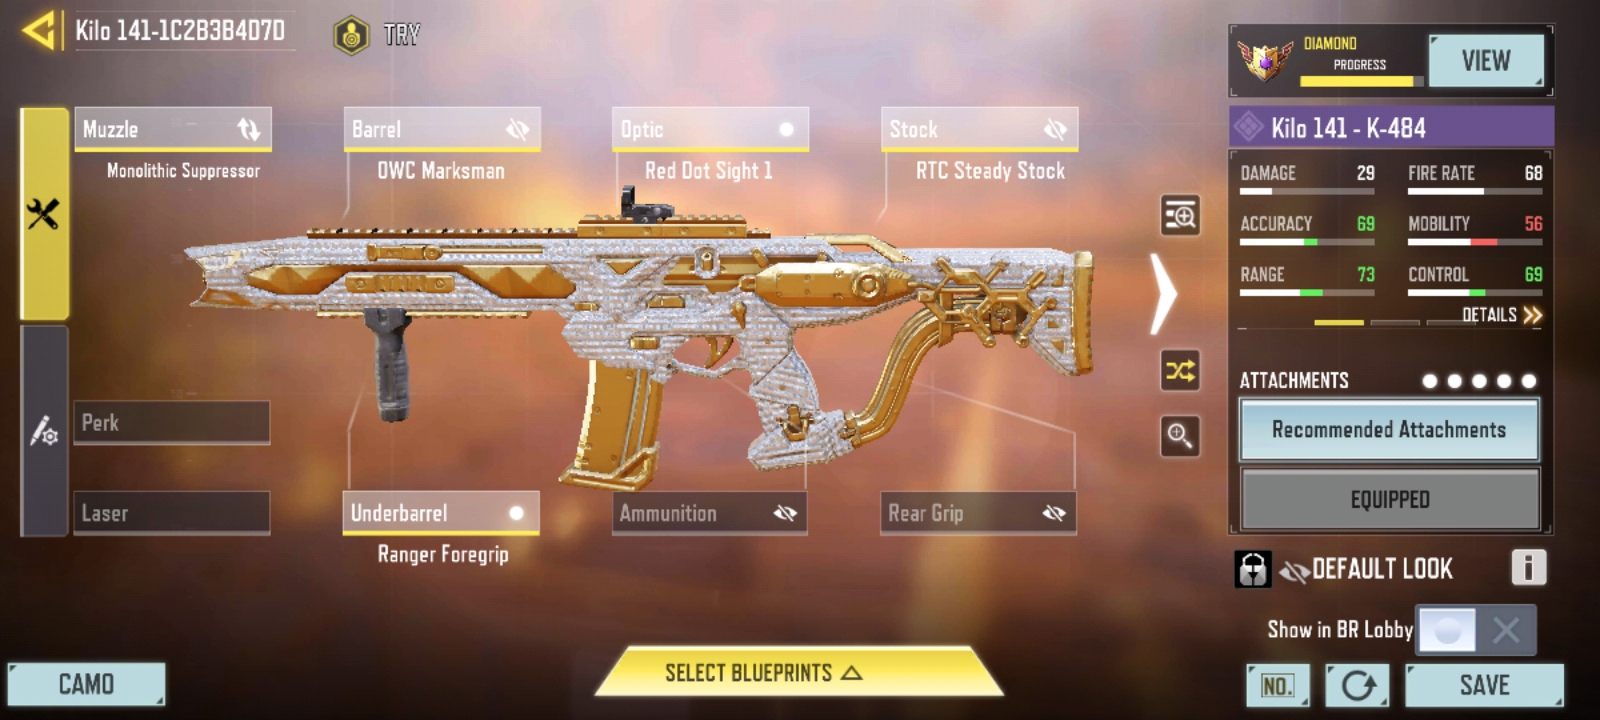 Kilo 141-1C2B3B4D7D
TRY
DIAMOND
PROGRESS
VIEW
Muzzle
Monolithic Suppressor
Barrel
OWC Marksman
Optic
Red Dot Sight 1
Stock
RTC Steady Stock
Kilo 141 - K-484
DAMAGE 29
FIRE RATE 68
ACCURACY 69
MOBILITY 56
RANGE 73
CONTROL 69
DETAILS
ATTACHMENTS
Recommended Attachments
EQUIPPED
Perk
Laser
Underbarrel
Ranger Foregrip
Ammunition
Rear Grip
DEFAULT LOOK
Show in BR Lobby
CAMO
SELECT BLUEPRINTS
NO.
SAVE